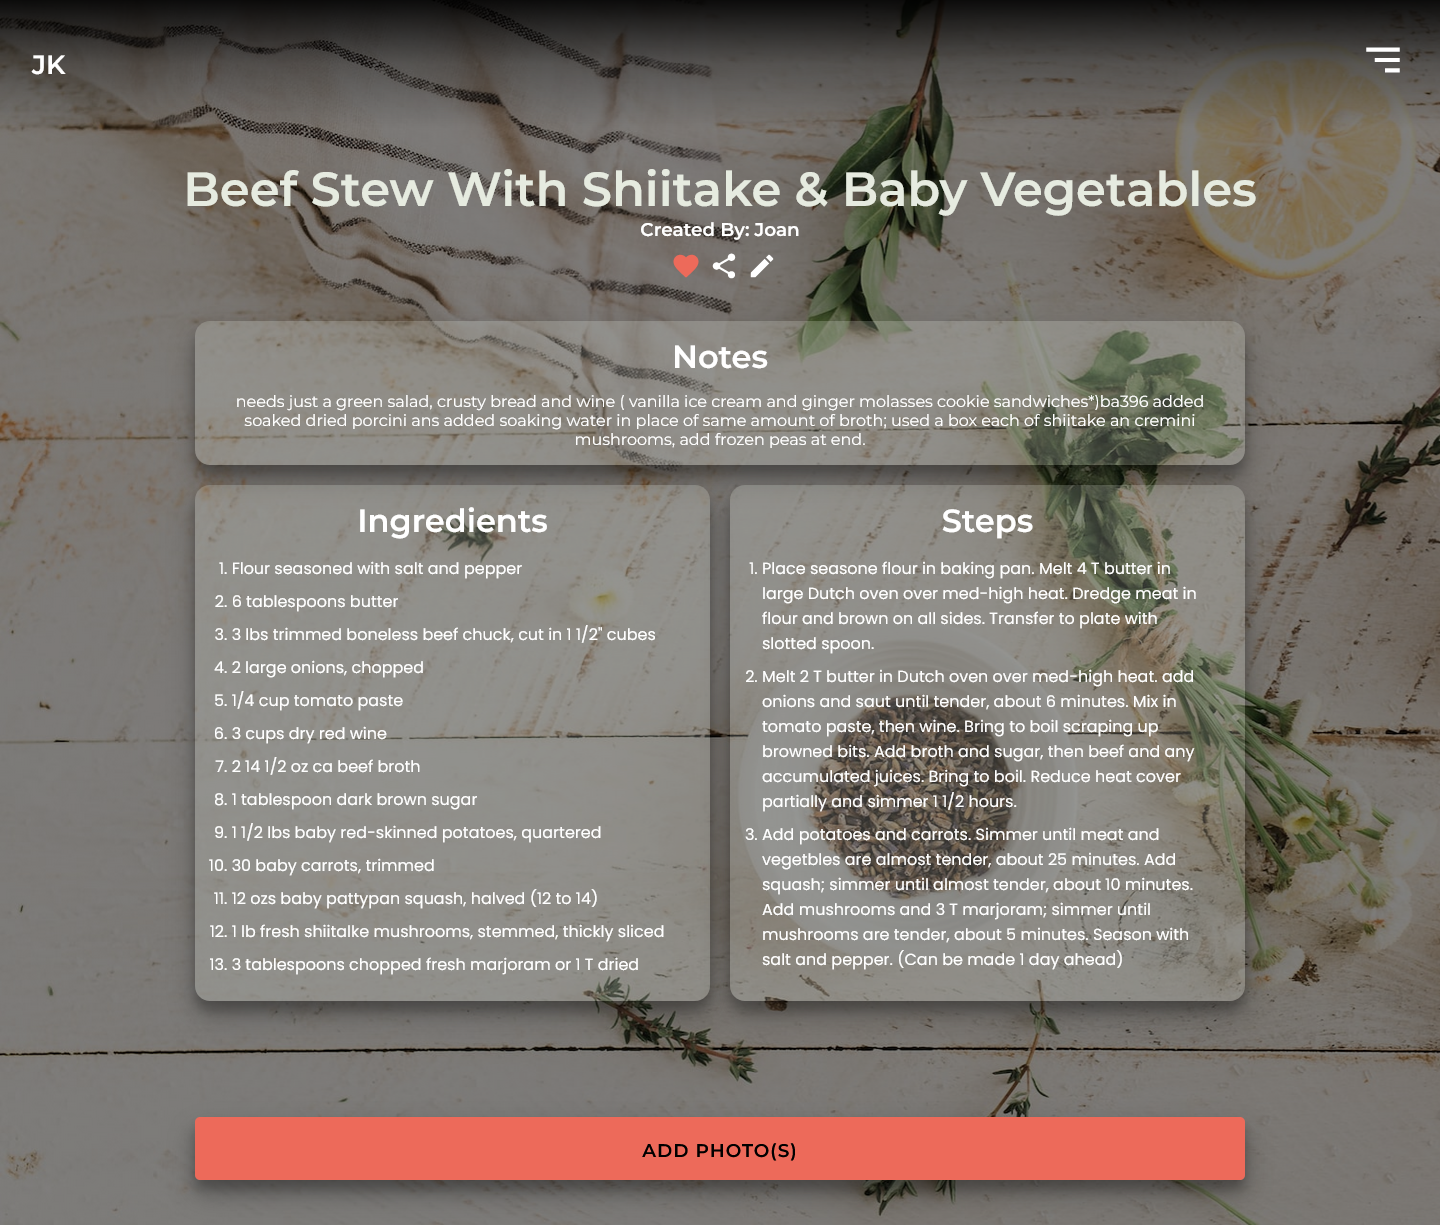 JK
Beef Stew With Shiitake & Baby Vegetables
Created By: Joan
Notes
needs just a green salad, crusty bread and wine ( vanilla ice cream and ginger molasses cookie sandwiches*)ba396 added
soaked dried porcini ans added soaking water in place of same amount of broth; used a box each of shiitake an cremini
mushrooms, add frozen peas at end.
Ingredients
1. Flour seasoned with salt and pepper
2. 6 tablespoons butter
3. 3 lbs trimmed boneless beef chuck, cut in 1 1/2" cubes
4. 2 large onions, chopped
5. 1/4 cup tomato paste
6. 3 cups dry red wine
7. 2 14 1/2 oz ca beef broth
8. 1 tablespoon dark brown sugar
9. 1 1/2 lbs baby red-skinned potatoes, quartered
10. 30 baby carrots, trimmed
11. 12 ozs baby pattypan squash, halved (12 to 14)
12. 1 lb fresh shiitalke mushrooms, stemmed, thickly sliced
13. 3 tablespoons chopped fresh marjoram or 1 T dried
Steps
1. Place seasone flour in baking pan. Melt 4 T butter in
large Dutch oven over med-high heat. Dredge meat in
flour and brown on all sides. Transfer to plate with
slotted spoon.
2. Melt 2 T butter in Dutch oven over med-high heat. add
onions and saut until tender, about 6 minutes. Mix in
tomato paste, then wine. Bring to boil scraping up
browned bits. Add broth and sugar, then beef and any
accumulated juices. Bring to boil. Reduce heat cover
partially and simmer 1 1/2 hours.
3. Add potatoes and carrots. Simmer until meat and
vegetbles are almost tender, about 25 minutes. Add
squash; simmer until almost tender, about 10 minutes.
Add mushrooms and 3 T marjoram; simmer until
mushrooms are tender, about 5 minutes. Season with
salt and pepper. (Can be made 1 day ahead)
ADD PHOTO(S)